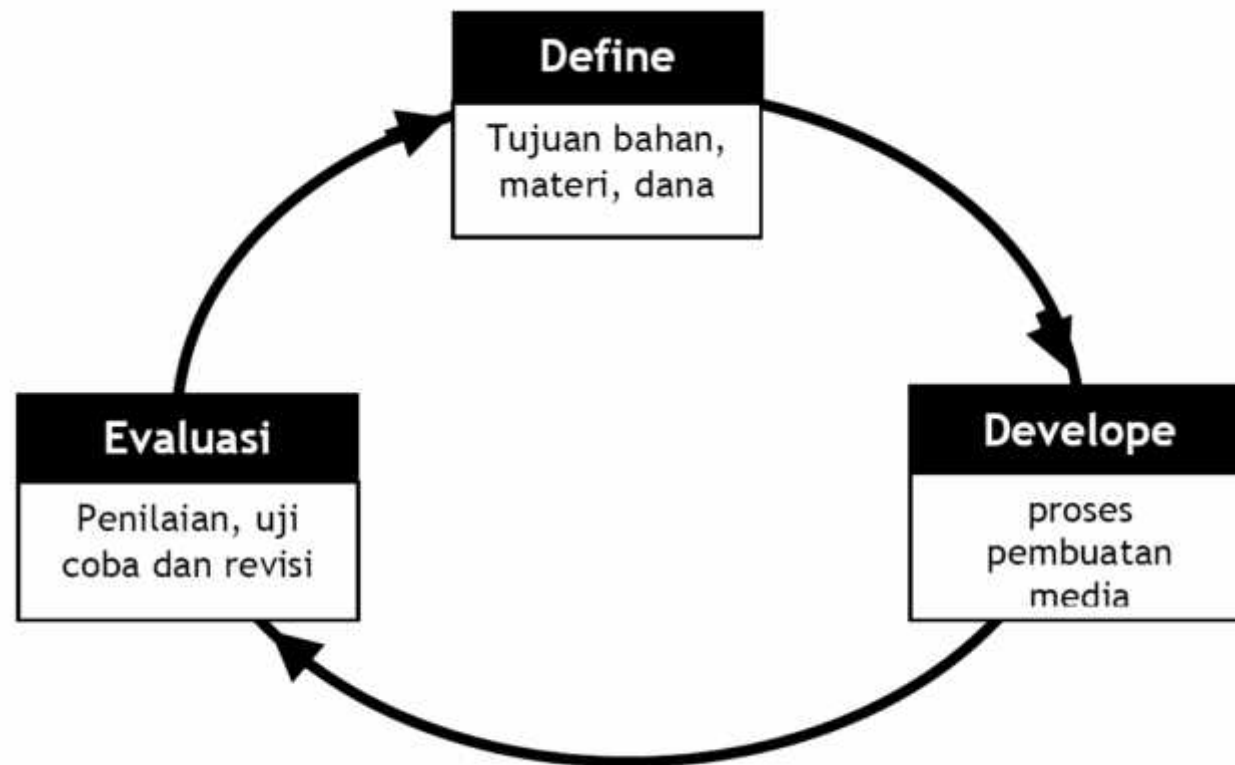 Define
Tujuan bahan,
materi, dana
Evaluasi
Penilaian, uji
coba dan revisi
Develope
proses
pembuatan
media